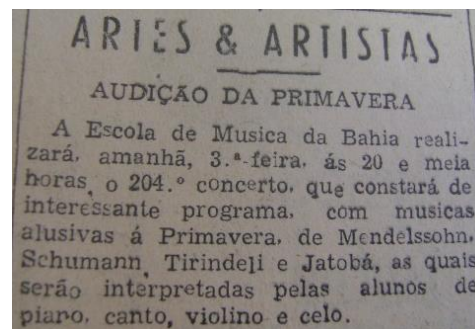 ARTES & ARTISTAS
AUDIÇÃO DA PRIMAVERA
A Escola de Musica da Bahia reali-
zará, amanhã, 3.ª-feira, ás 20 e meia
horas, o 204.º concerto, que constará de
interessante programa, com musicas
alusivas á Primavera, de Mendelssohn,
Schumann, Tirindeli e Jatobá, as quais
serão interpretadas pelas alunos de
piano, canto, violino e celo.